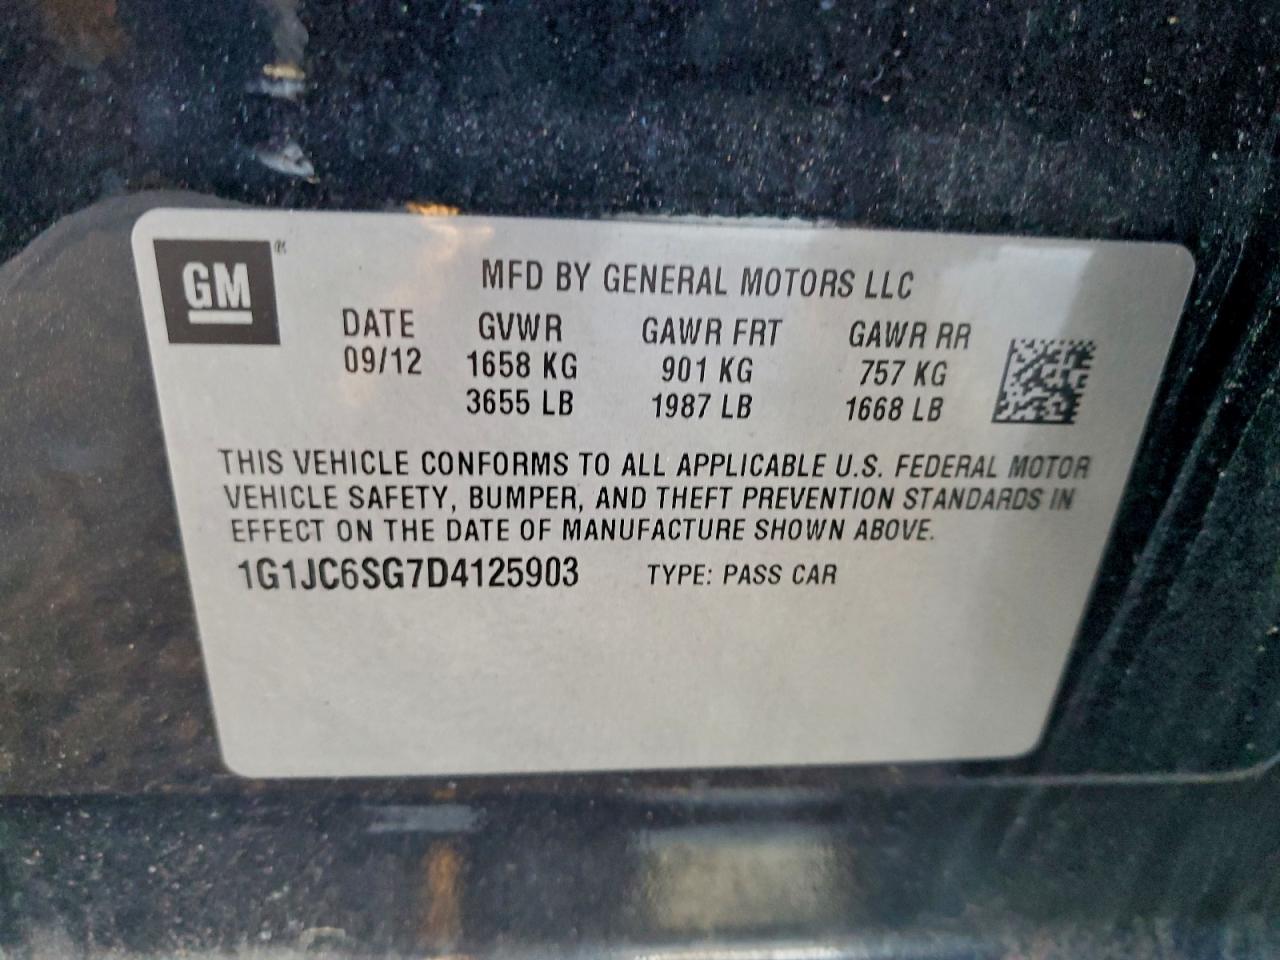 GM ®
MFD BY GENERAL MOTORS LLC
DATE GVWR GAWR FRT GAWR RR
09/12 1658 KG 901 KG 757 KG
3655 LB 1987 LB 1668 LB
THIS VEHICLE CONFORMS TO ALL APPLICABLE U.S. FEDERAL MOTOR
VEHICLE SAFETY, BUMPER, AND THEFT PREVENTION STANDARDS IN
EFFECT ON THE DATE OF MANUFACTURE SHOWN ABOVE.
1G1JC6SG7D4125903 TYPE: PASS CAR